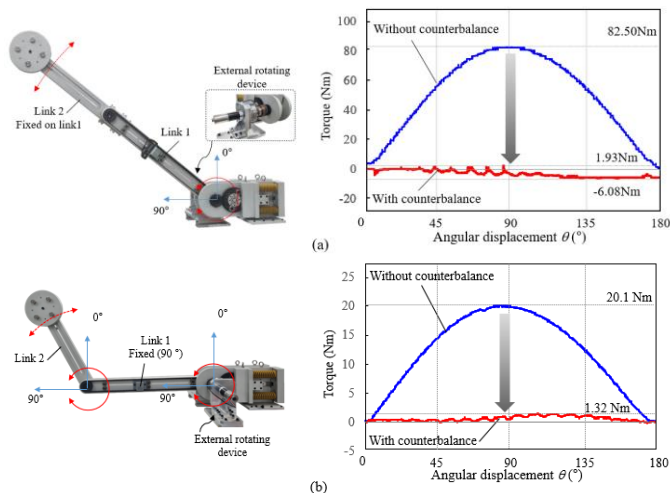 Link 2
Fixed on link1
External rotating
device
Link 1
0°
90°
Torque (Nm)
120
100
80
60
40
20
0
-20
Without counterbalance
82.50Nm
1.93Nm
-6.08Nm
With counterbalance
0
45
90
135
180
Angular displacement θ (°)
(a)
0°
Link 2
Link 1
Fixed (90 °)
0°
90°
90°
External rotating
device
Torque (Nm)
25
20
15
10
5
0
-5
Without counterbalance
20.1 Nm
1.32 Nm
With counterbalance
0
45
90
135
180
Angular displacement θ (°)
(b)